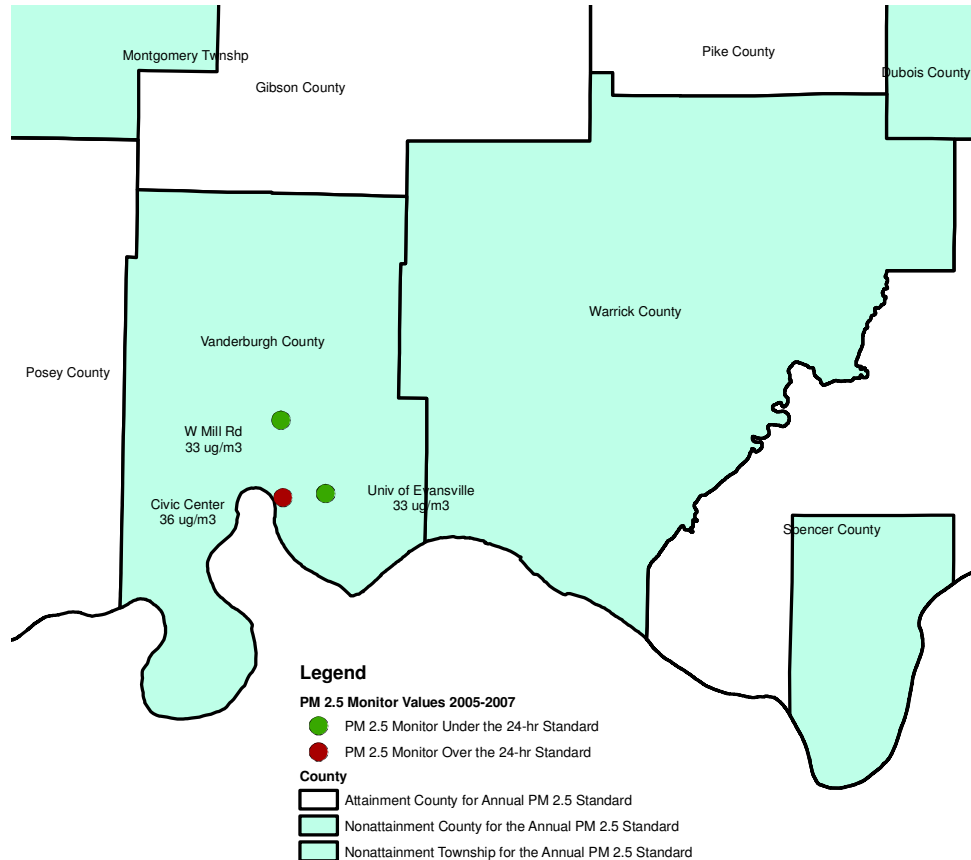 Montgomery Twnshp
Pike County
Dubois County
Gibson County
Warrick County
Vanderburgh County
Posey County
W Mill Rd
33 ug/m3
Civic Center
36 ug/m3
Univ of Evansville
33 ug/m3
Spencer County
Legend
PM 2.5 Monitor Values 2005-2007
PM 2.5 Monitor Under the 24-hr Standard
PM 2.5 Monitor Over the 24-hr Standard
County
Attainment County for Annual PM 2.5 Standard
Nonattainment County for the Annual PM 2.5 Standard
Nonattainment Township for the Annual PM 2.5 Standard